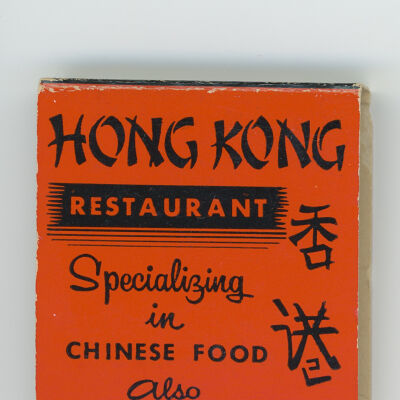 HONG KONG
RESTAURANT
Specializing
in
CHINESE FOOD
also
香港